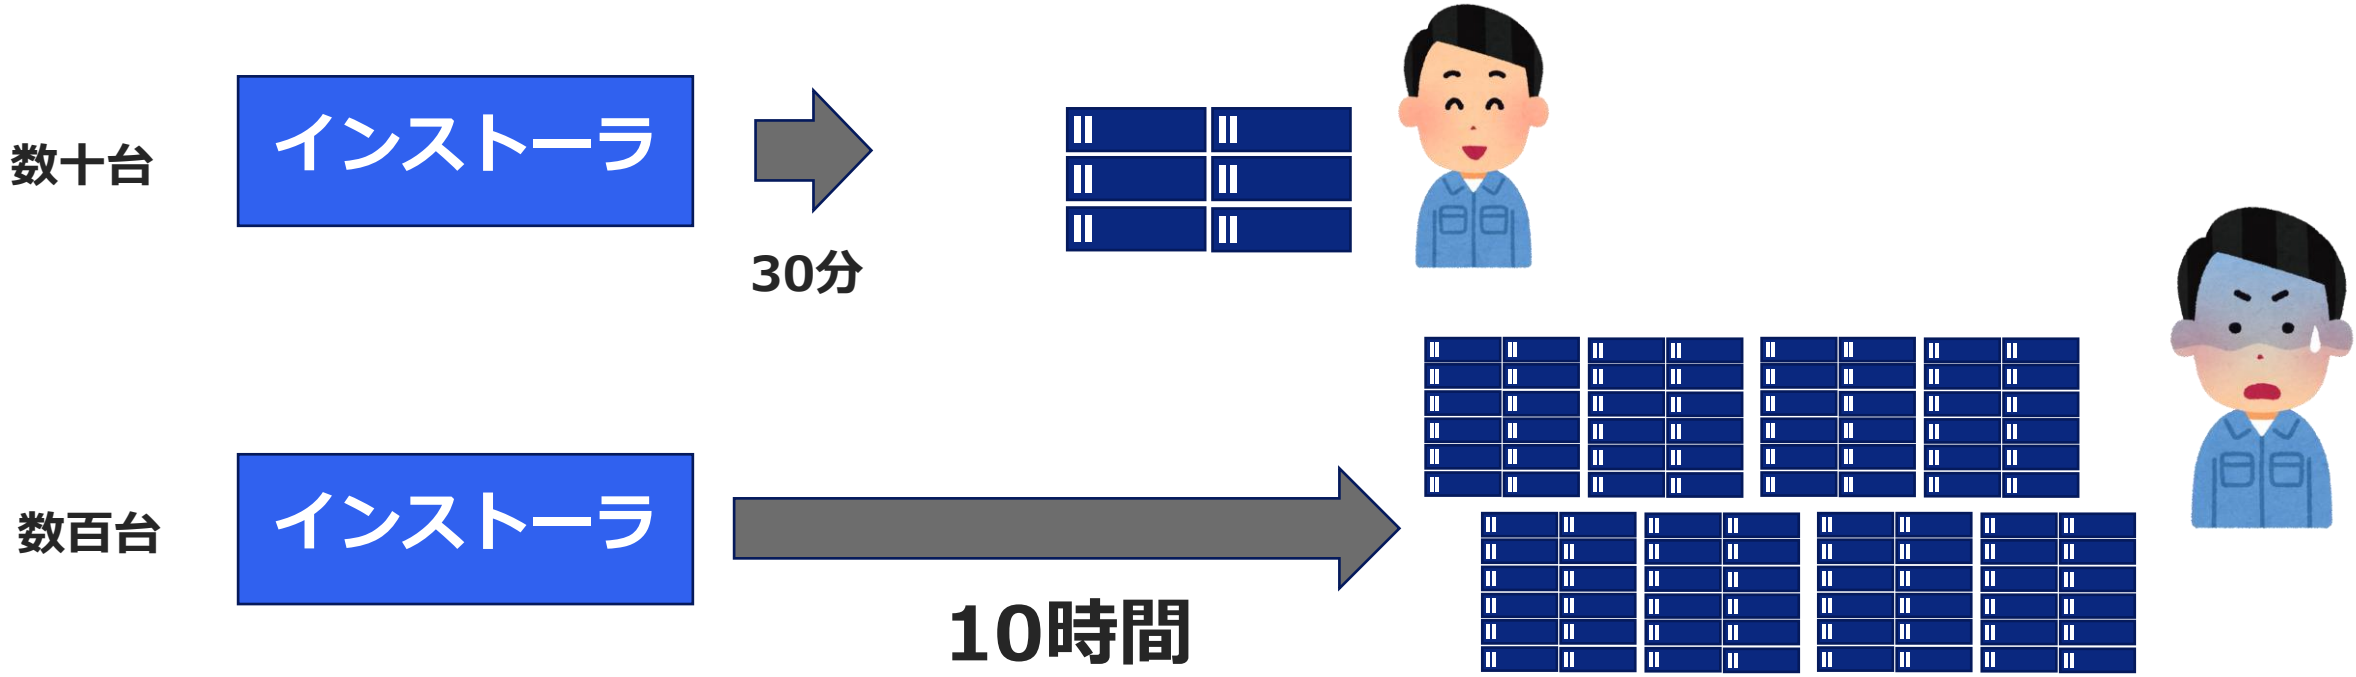 数十台
インストーラ
30分
数百台
インストーラ
10時間